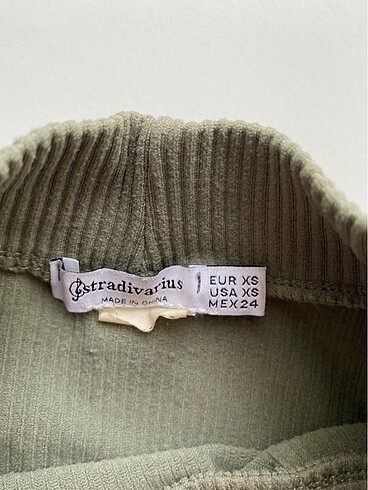 stradivarius
MADE IN CHINA
EUR XS
USA XS
MEX 24